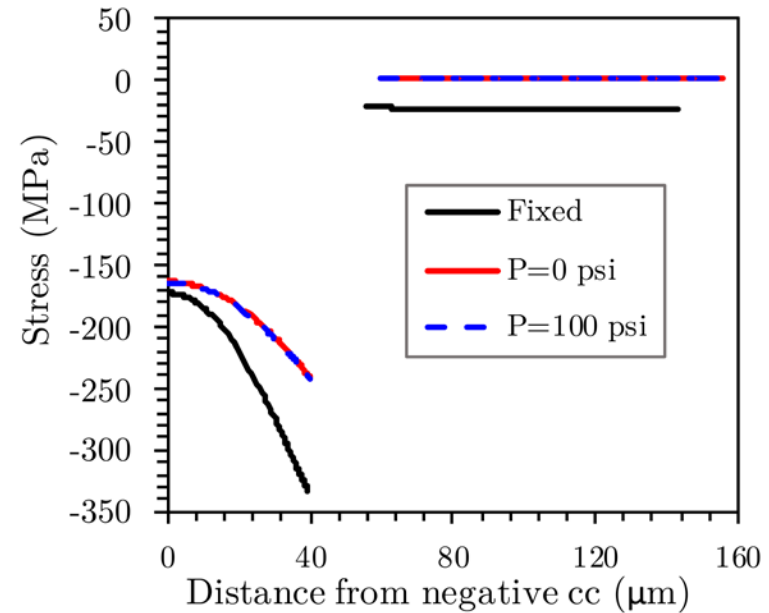 50
0
-50
-100
-150
-200
-250
-300
-350
Stress (MPa)
Fixed
P=0 psi
P=100 psi
0 40 80 120 160
Distance from negative cc (μm)